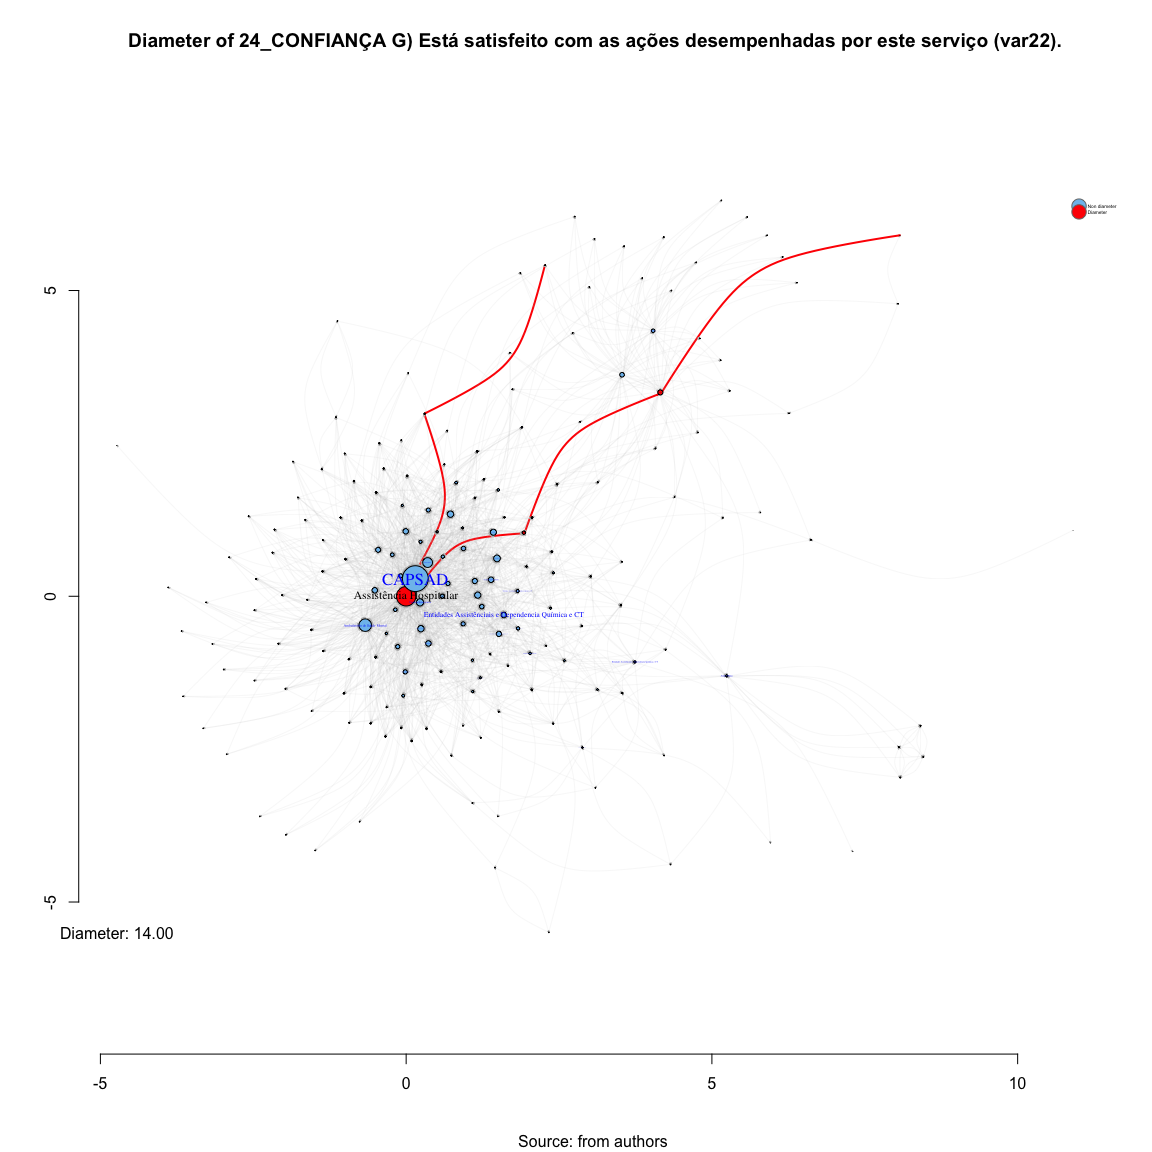 Diameter of 24_CONFIANÇA G) Está satisfeito com as ações desempenhadas por este serviço (var22).
Non diameter
Diameter
5
CAPSAD
0
Assistência Hospitalar
Entidades Assistênciais e Dependencia Química e CT
-5
Diameter: 14.00
-5 0 5 10
Source: from authors